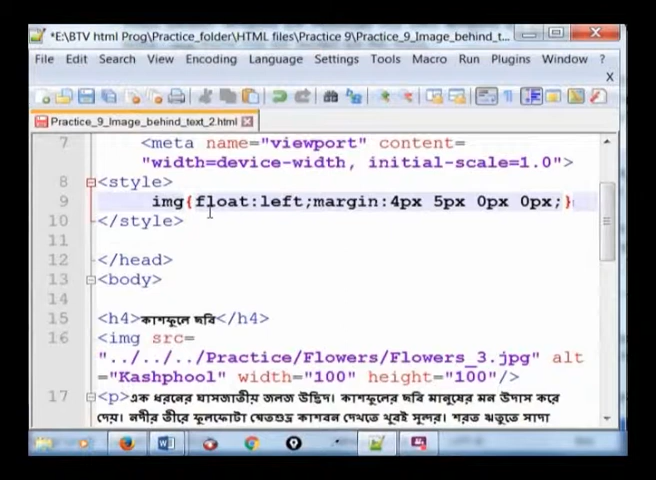 *E:\BTV html Prog\Practice_folder\HTML files\Practice 9\Practice_9_Image_behind_t...
File Edit Search View Encoding Language Settings Tools Macro Run Plugins Window ?
X
Practice_9_Image_behind_text_2.html
7 <meta name="viewport" content=
"width=device-width, initial-scale=1.0">
8 <style>
9 img{float:left;margin:4px 5px 0px 0px;}
10 </style>
11
12 </head>
13 <body>
14
15 <h4>কাশফুলে ছবি</h4>
16 <img src=
"../../../Practice/Flowers/Flowers_3.jpg" alt
="Kashphool" width="100" height="100"/>
17 <p>এক ধরনের ঘাসজাতীয় জলজ উদ্ভিদ। কাশফুলের ছবি মানুষের মন উদাস করে
দেয়। নদীর তীরে ফুলফোটা শ্বেতশুভ্র কাশবন দেখতে খুবই সুন্দর। শরত ঋতুতে সাদা